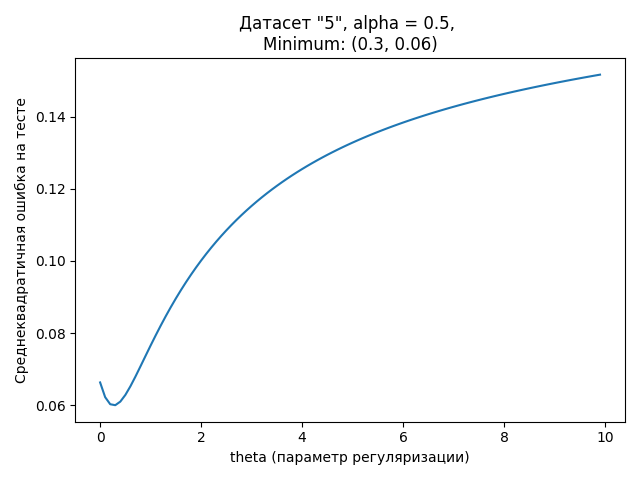 Датасет "5", alpha = 0.5,
Minimum: (0.3, 0.06)
Среднеквадратичная ошибка на тесте
0.14
0.12
0.10
0.08
0.06
0
2
4
6
8
10
theta (параметр регуляризации)